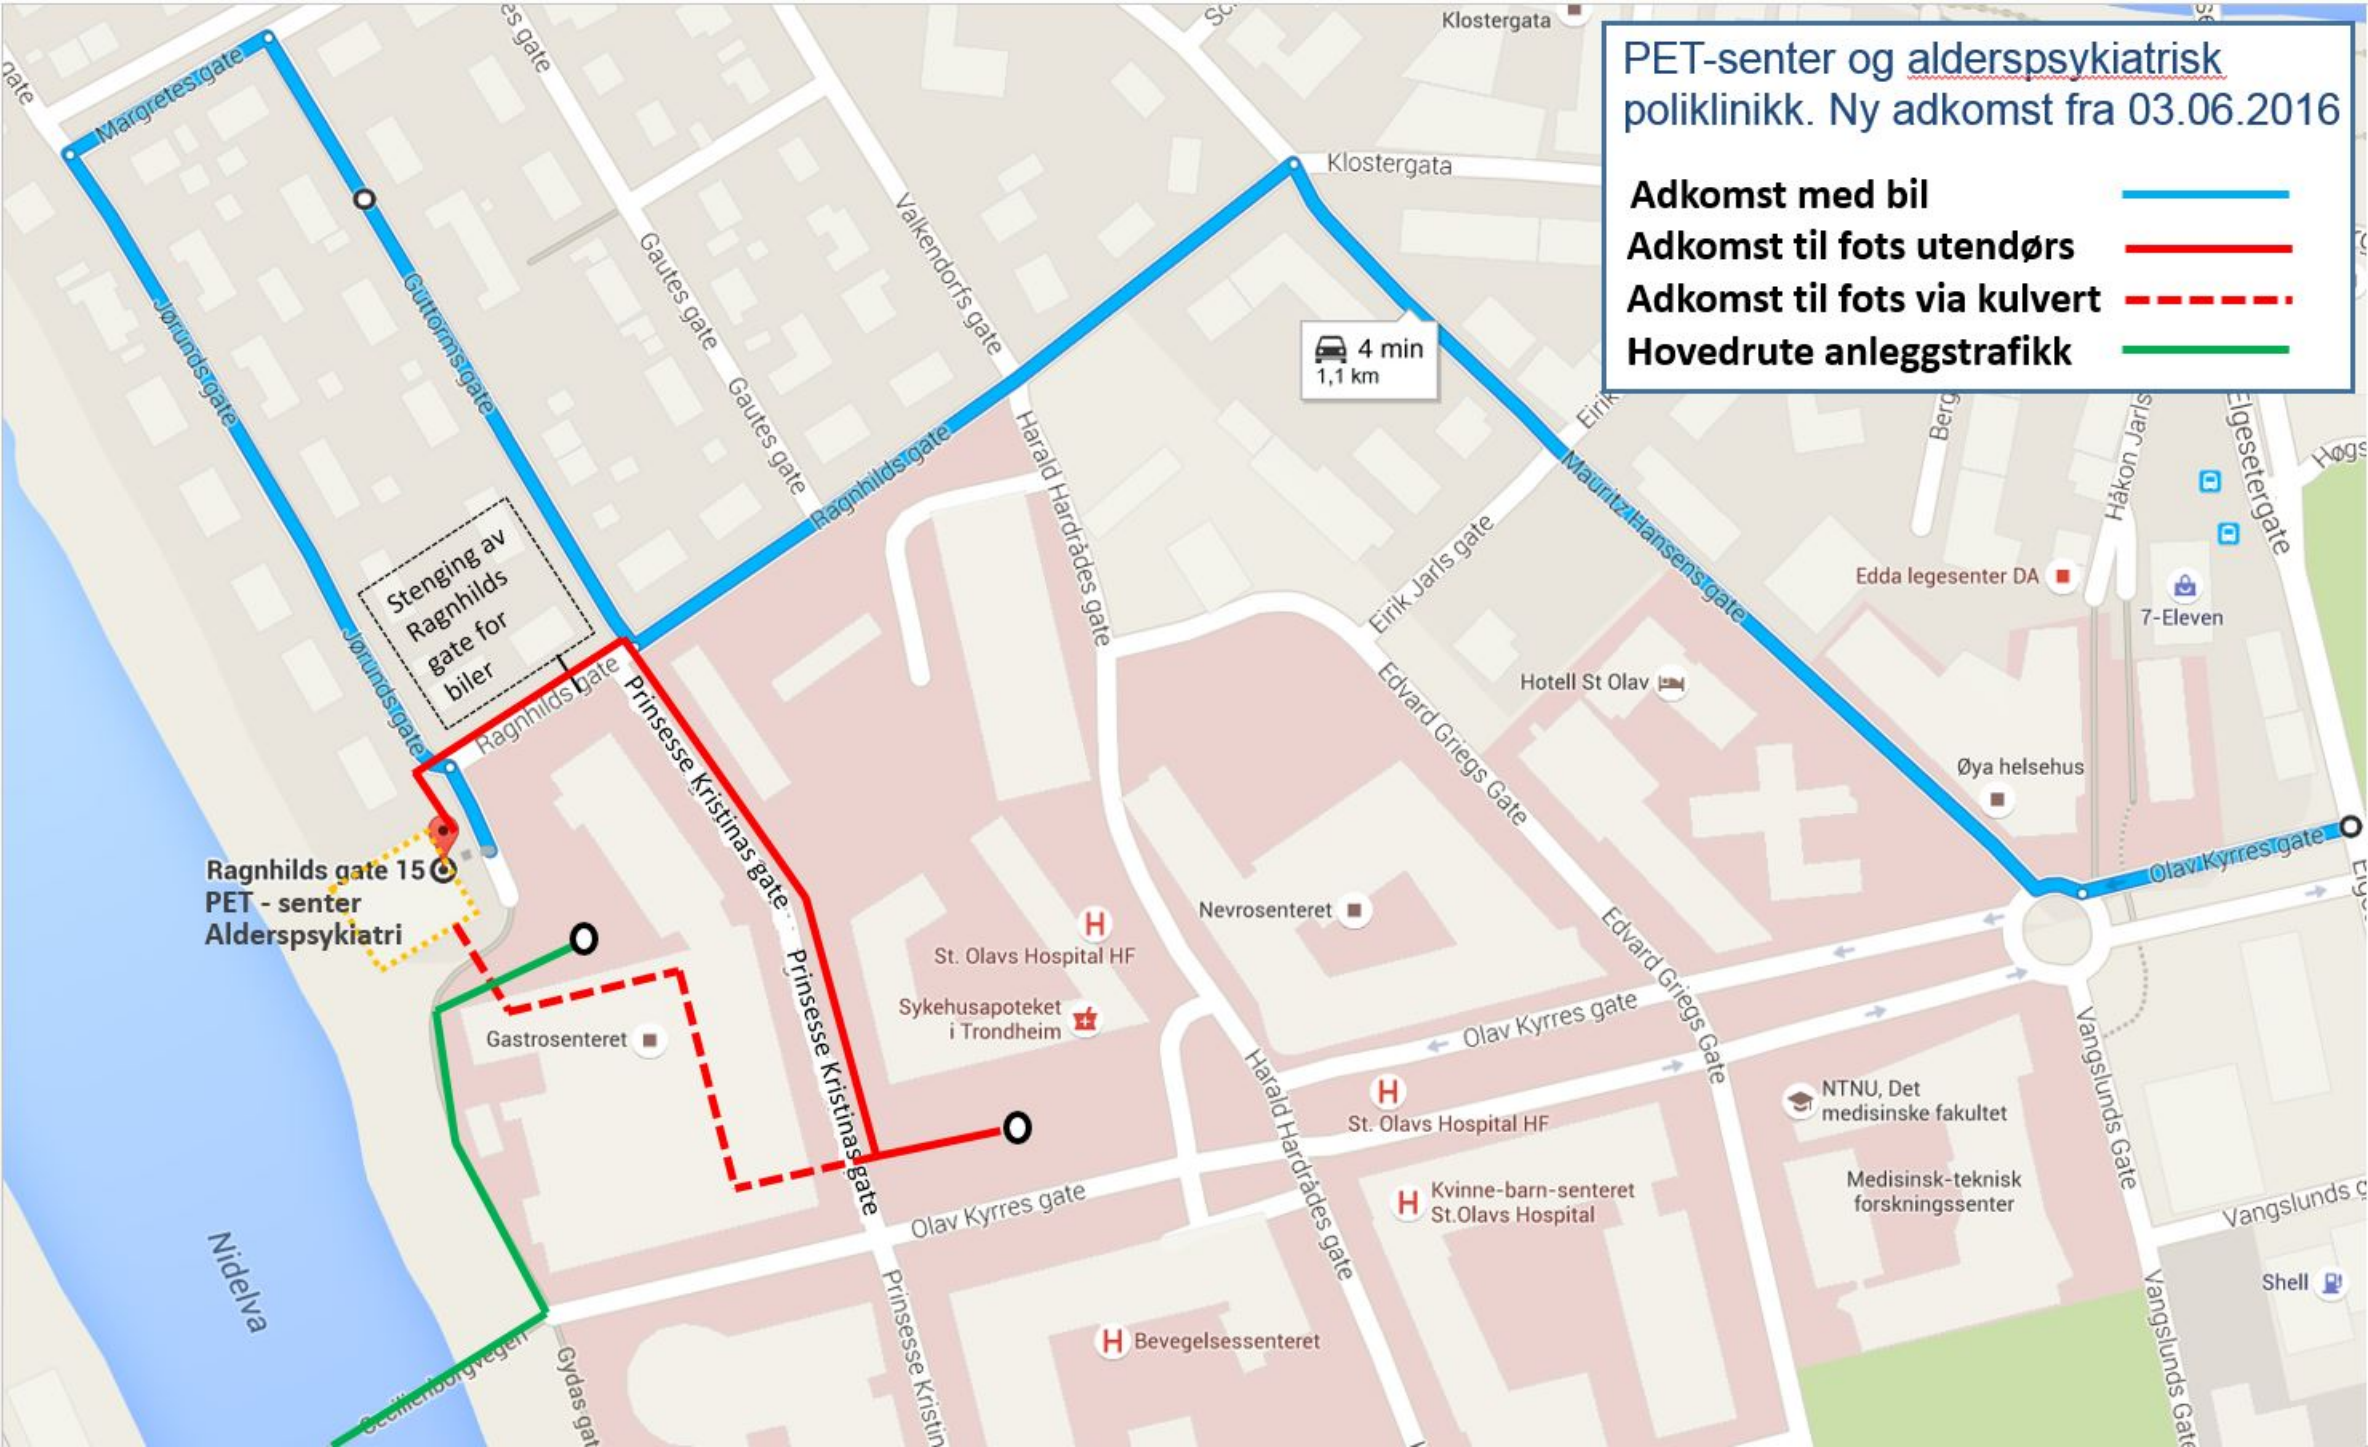 PET-senter og alderspsykiatrisk
poliklinikk. Ny adkomst fra 03.06.2016
Adkomst med bil
Adkomst til fots utendørs
Adkomst til fots via kulvert
Hovedrute anleggstrafikk
Klostergata
gate
Margretes gate
es gate
Klostergata
Valkendorfs gate
Gautes gate
Guttorms gate
Jørunds gate
4 min
1,1 km
Gautes gate
Harald Hardrådes gate
Ragnhilds gate
Mauritz Hansens gate
Håkon Jarls
Elgesetergate
Stenging av
Ragnhilds
gate for
biler
Eirik Jarls gate
Edda legesenter DA
7-Eleven
Jørunds gate
Ragnhilds gate
Prinsesse Kristinas gate
Hotell St Olav
Edvard Griegs Gate
Øya helsehus
Olav Kyrres gate
Ragnhilds gate 15
PET - senter
Alderspsykiatri
Nevrosenteret
St. Olavs Hospital HF
Sykehusapoteket
i Trondheim
Edvard Griegs Gate
Gastrosenteret
Prinsesse Kristinas gate
Olav Kyrres gate
Harald Hardrådes gate
St. Olavs Hospital HF
NTNU, Det
medisinske fakultet
Vangslunds Gate
Medisinsk-teknisk
forskningssenter
Kvinne-barn-senteret
St.Olavs Hospital
Olav Kyrres gate
Vangslunds g
Nidelva
Shell
Bevegelsessenteret
Prinsesse Kristin
Gydas gat
Vangslunds Gate